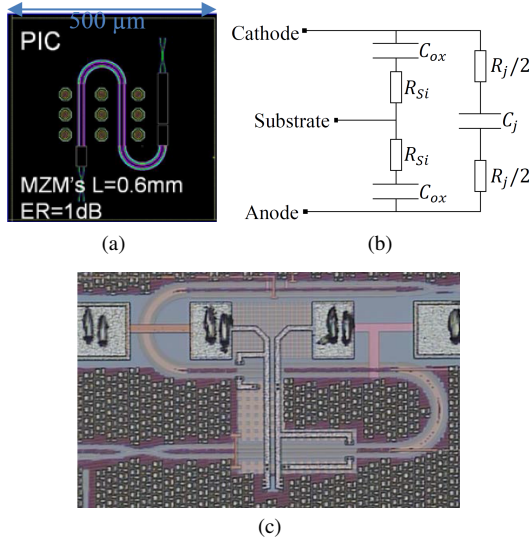 500 µm
PIC
MZM's L=0.6mm
ER=1dB
(a)
Cathode
C_ox
R_j/2
R_Si
Substrate
C_j
R_Si
R_j/2
C_ox
Anode
(b)
(c)